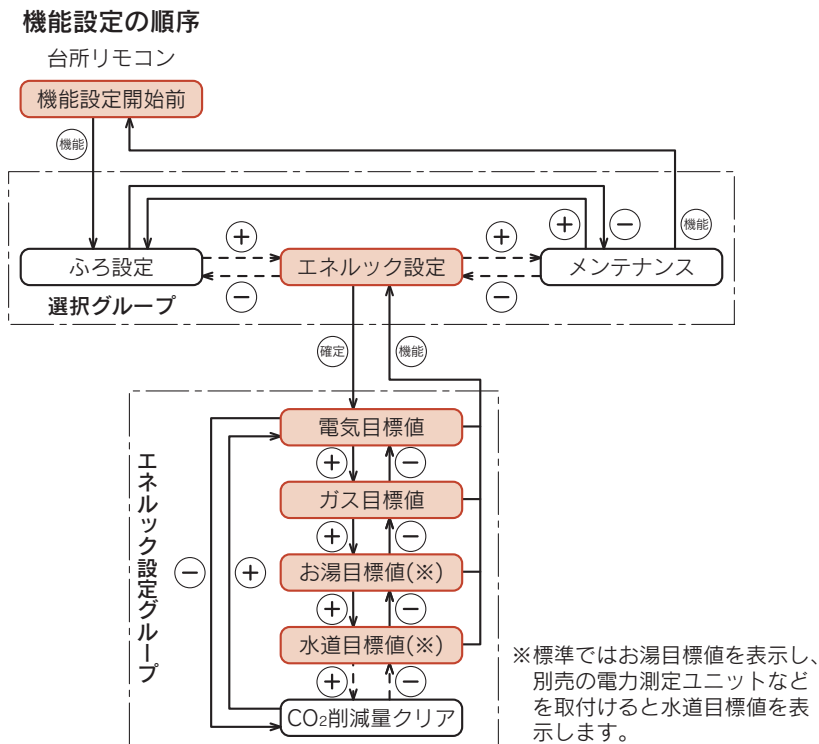 機能設定の順序
台所リモコン
機能設定開始前
機能
＋
－
機能
＋
＋
ふろ設定
エネルック設定
メンテナンス
選択グループ
－
－
確定
機能
電気目標値
＋
－
ガス目標値
＋
－
エネルック設定グループ
－
＋
お湯目標値(※)
＋
－
水道目標値(※)
＋
－
CO₂削減量クリア
※標準ではお湯目標値を表示し、
別売の電力測定ユニットなど
を取付けると水道目標値を表
示します。